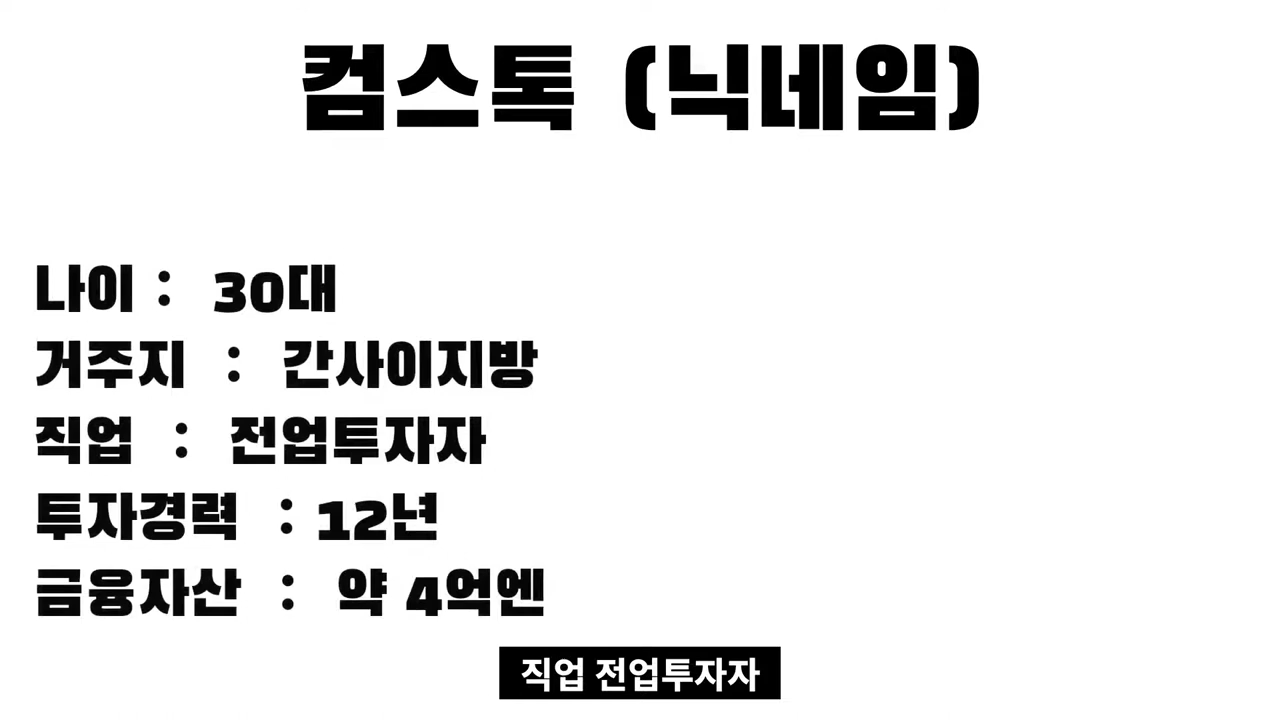 컴스톡 (닉네임)
나이 : 30대
거주지 : 간사이지방
직업 : 전업투자자
투자경력 : 12년
금융자산 : 약 4억엔
직업 전업투자자